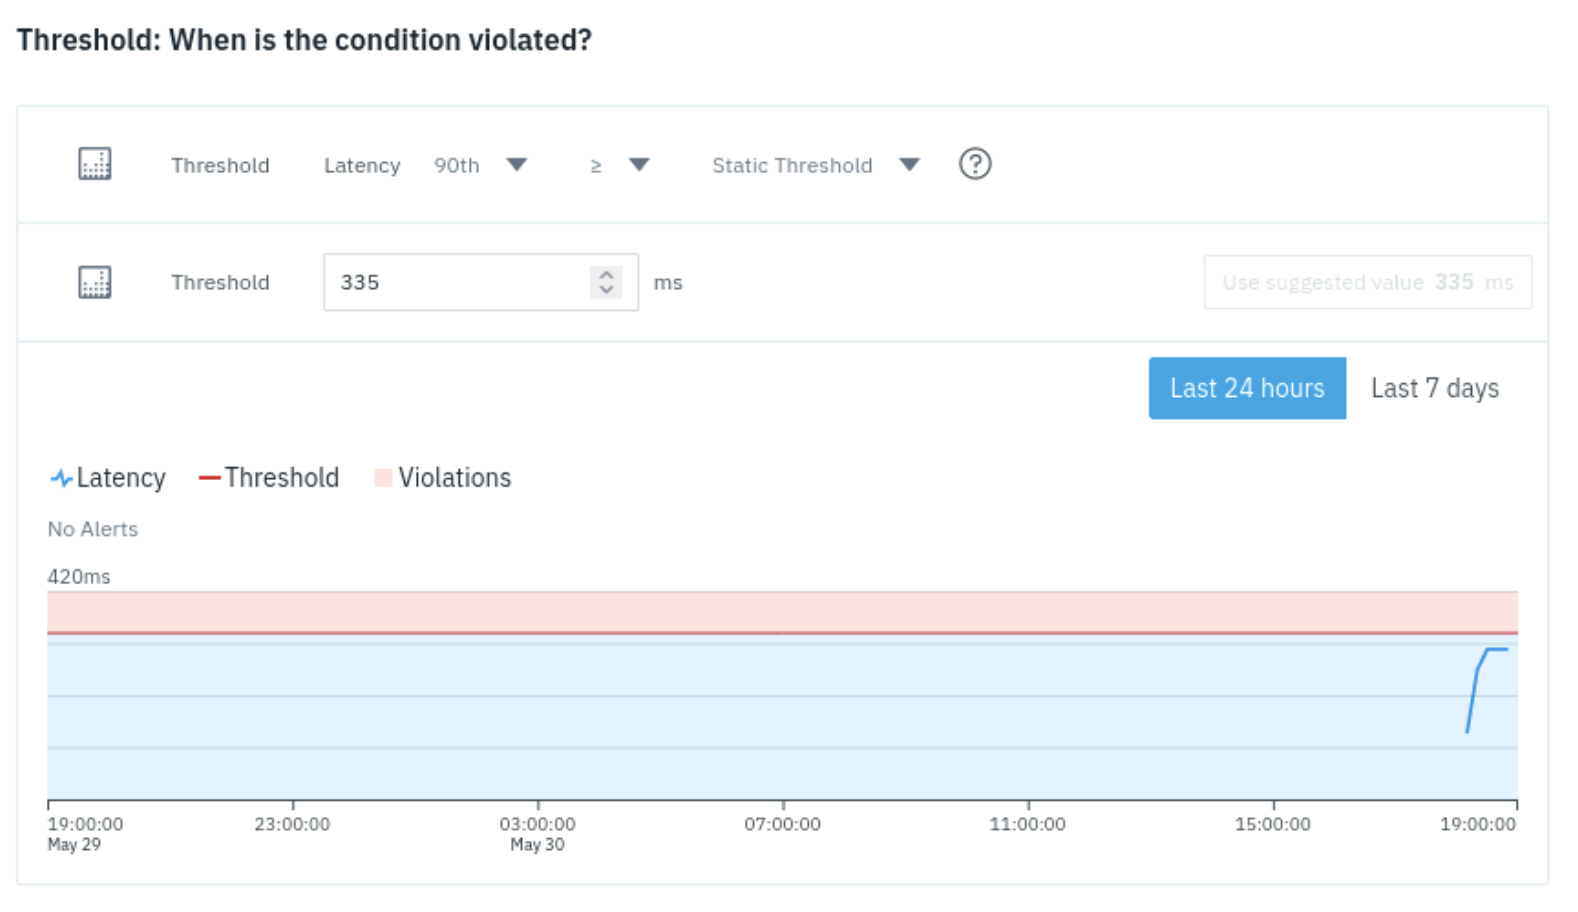 Threshold: When is the condition violated?
Threshold Latency 90th ≥ Static Threshold ?
Threshold 335 ms Use suggested value 335 ms
Last 24 hours Last 7 days
Latency Threshold Violations
No Alerts
420ms
19:00:00 23:00:00 03:00:00 07:00:00 11:00:00 15:00:00 19:00:00
May 29 May 30